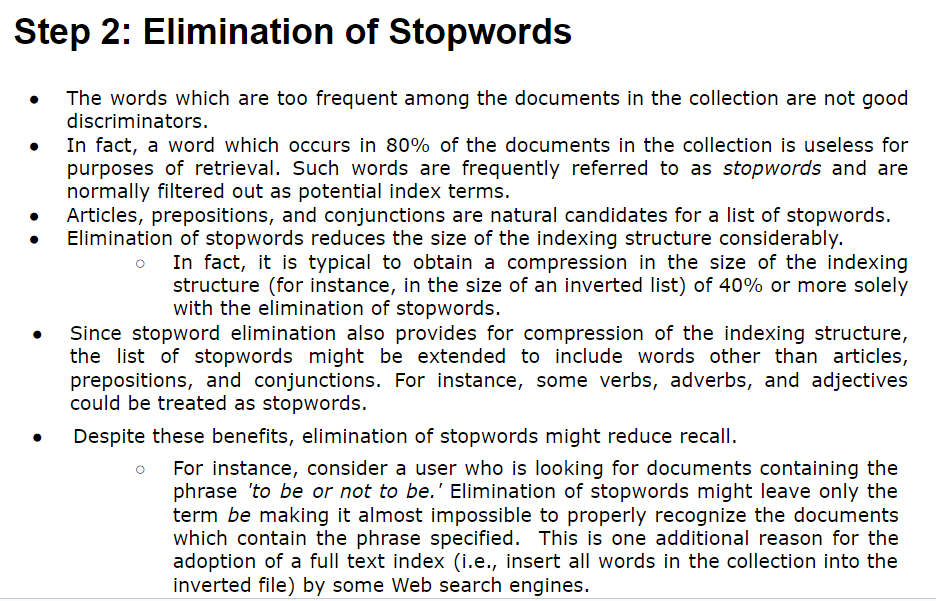 Step 2: Elimination of Stopwords
● The words which are too frequent among the documents in the collection are not good
discriminators.
● In fact, a word which occurs in 80% of the documents in the collection is useless for
purposes of retrieval. Such words are frequently referred to as stopwords and are
normally filtered out as potential index terms.
● Articles, prepositions, and conjunctions are natural candidates for a list of stopwords.
● Elimination of stopwords reduces the size of the indexing structure considerably.
○ In fact, it is typical to obtain a compression in the size of the indexing
structure (for instance, in the size of an inverted list) of 40% or more solely
with the elimination of stopwords.
● Since stopword elimination also provides for compression of the indexing structure,
the list of stopwords might be extended to include words other than articles,
prepositions, and conjunctions. For instance, some verbs, adverbs, and adjectives
could be treated as stopwords.
● Despite these benefits, elimination of stopwords might reduce recall.
○ For instance, consider a user who is looking for documents containing the
phrase 'to be or not to be.' Elimination of stopwords might leave only the
term be making it almost impossible to properly recognize the documents
which contain the phrase specified. This is one additional reason for the
adoption of a full text index (i.e., insert all words in the collection into the
inverted file) by some Web search engines.